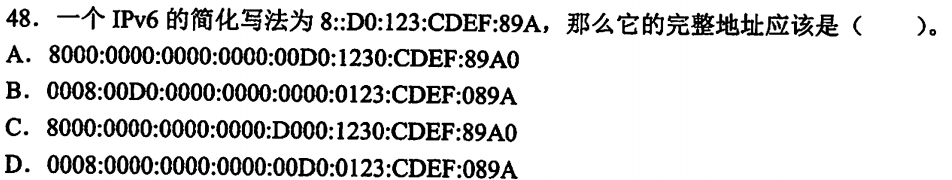 48．一个 IPv6 的简化写法为 8::D0:123:CDEF:89A，那么它的完整地址应该是（　　）。
A．8000:0000:0000:0000:00D0:1230:CDEF:89A0
B．0008:00D0:0000:0000:0000:0123:CDEF:089A
C．8000:0000:0000:0000:D000:1230:CDEF:89A0
D．0008:0000:0000:0000:00D0:0123:CDEF:089A